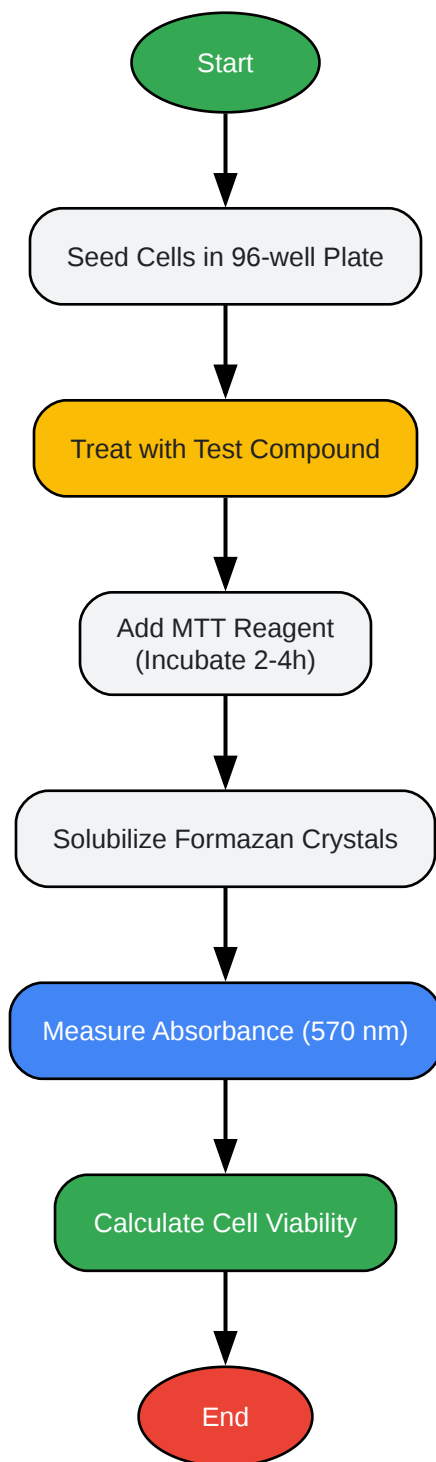 Start
Seed Cells in 96-well Plate
Treat with Test Compound
Add MTT Reagent
(Incubate 2-4h)
Solubilize Formazan Crystals
Measure Absorbance (570 nm)
Calculate Cell Viability
End